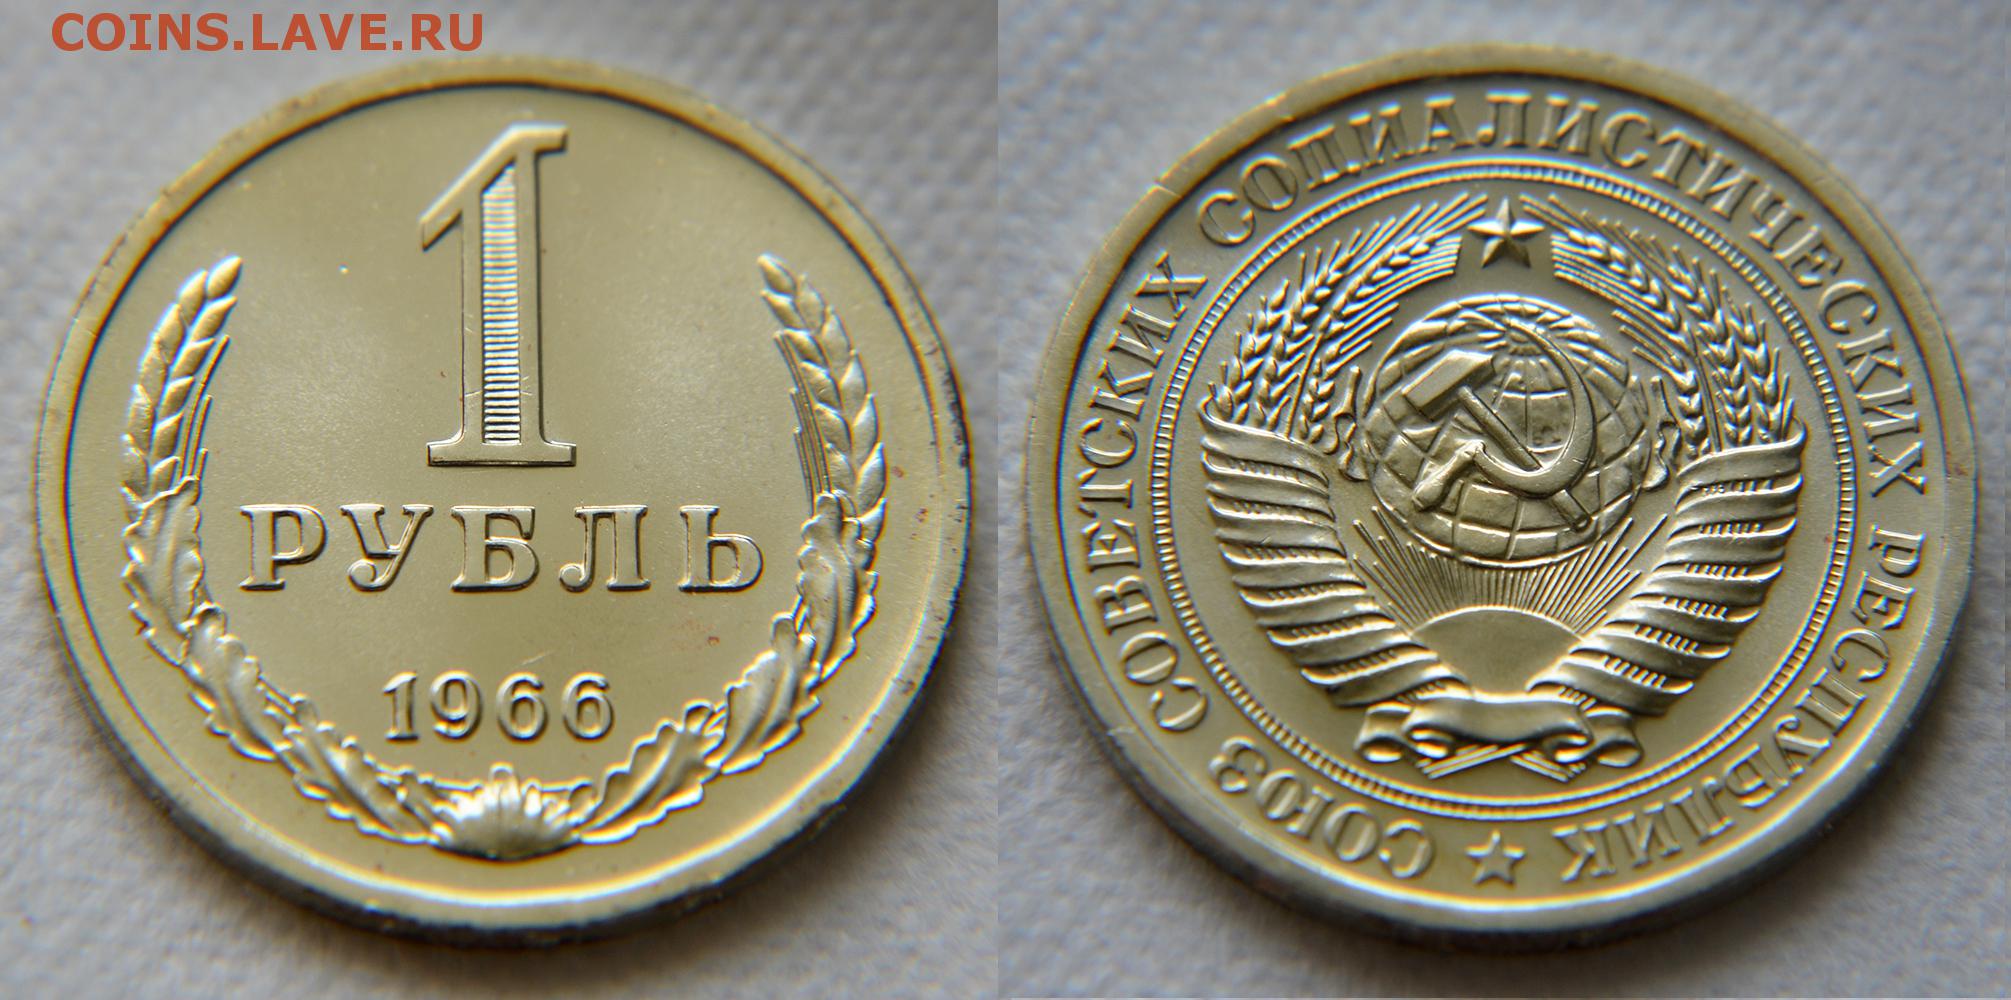 COINS.LAVE.RU
1
РУБЛЬ
1966
СОЮЗ СОВЕТСКИХ СОЦИАЛИСТИЧЕСКИХ РЕСПУБЛИК